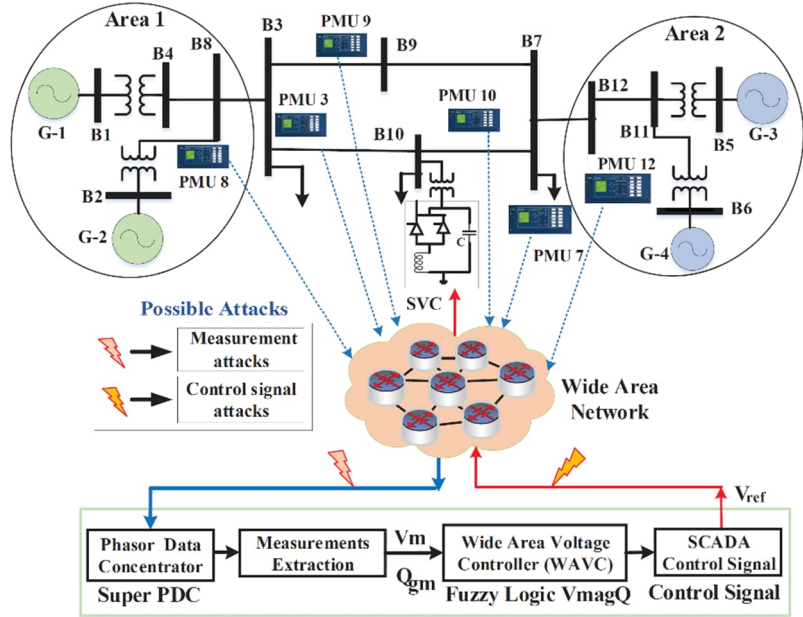 Area 1
B3
PMU 9
B8
B4
B9
B7
Area 2
B12
G-1
B1
PMU 3
PMU 10
B10
B11
B5
G-3
PMU 8
PMU 12
B2
G-2
C
PMU 7
B6
G-4
SVC
Possible Attacks
Measurement
attacks
Control signal
attacks
Wide Area
Network
Vref
Phasor Data
Concentrator
Super PDC
Measurements
Extraction
Vm
Qgm
Wide Area Voltage
Controller (WAVC)
Fuzzy Logic VmagQ
SCADA
Control Signal
Control Signal